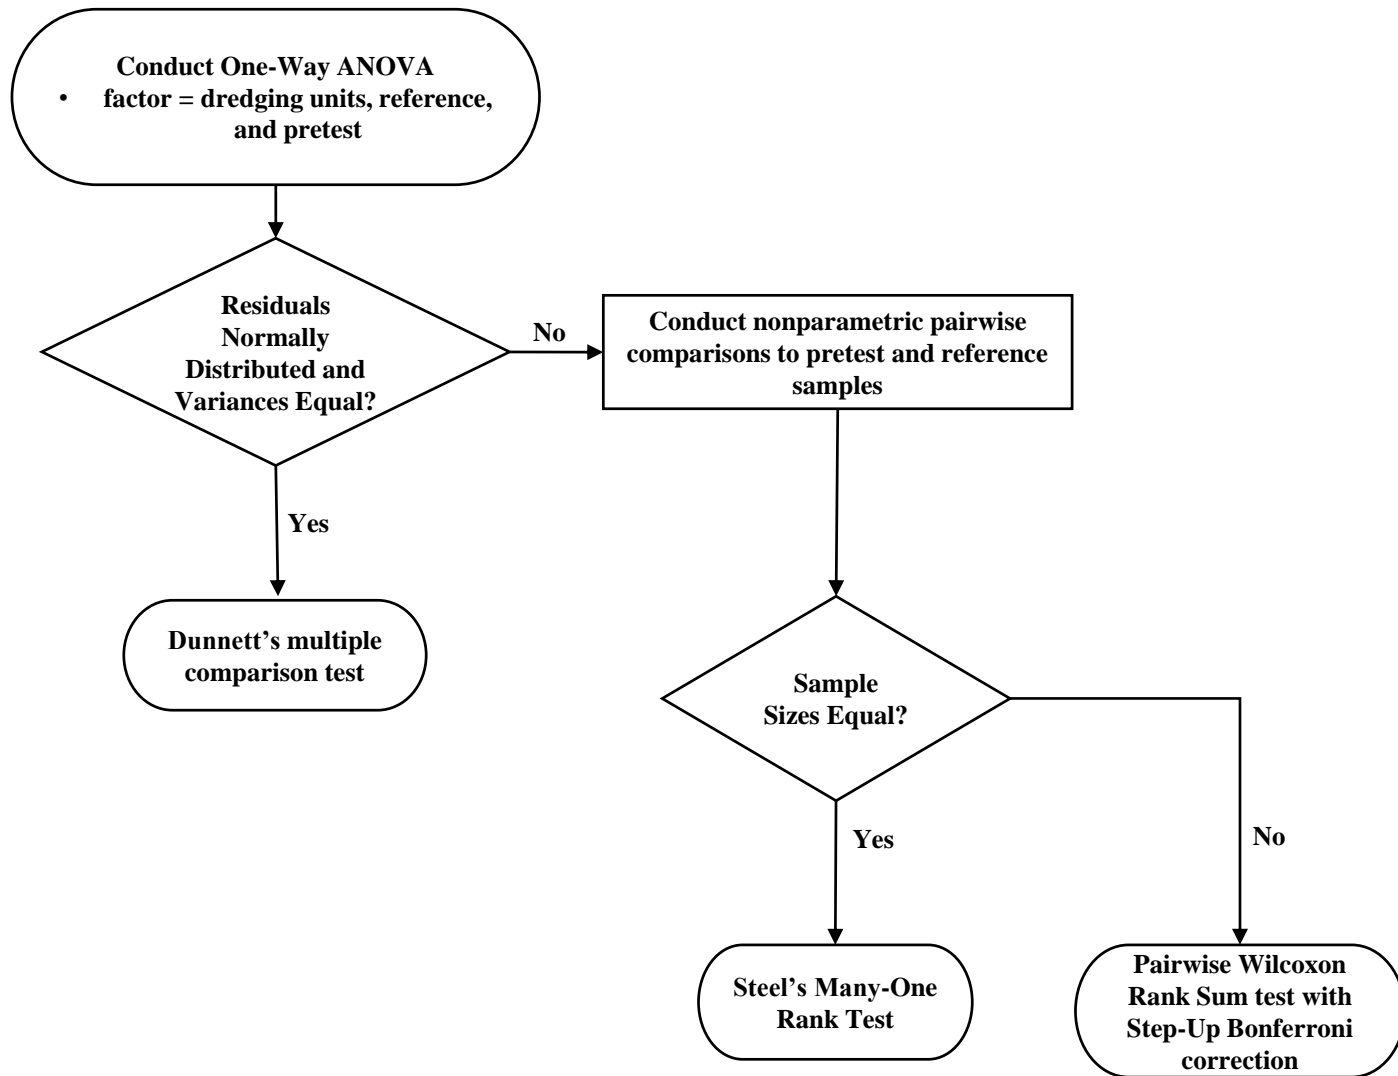 Conduct One-Way ANOVA
• factor = dredging units, reference,
and pretest
Residuals
Normally
Distributed and
Variances Equal?
No
Conduct nonparametric pairwise
comparisons to pretest and reference
samples
Yes
Dunnett’s multiple
comparison test
Sample
Sizes Equal?
Yes
No
Steel’s Many-One
Rank Test
Pairwise Wilcoxon
Rank Sum test with
Step-Up Bonferroni
correction